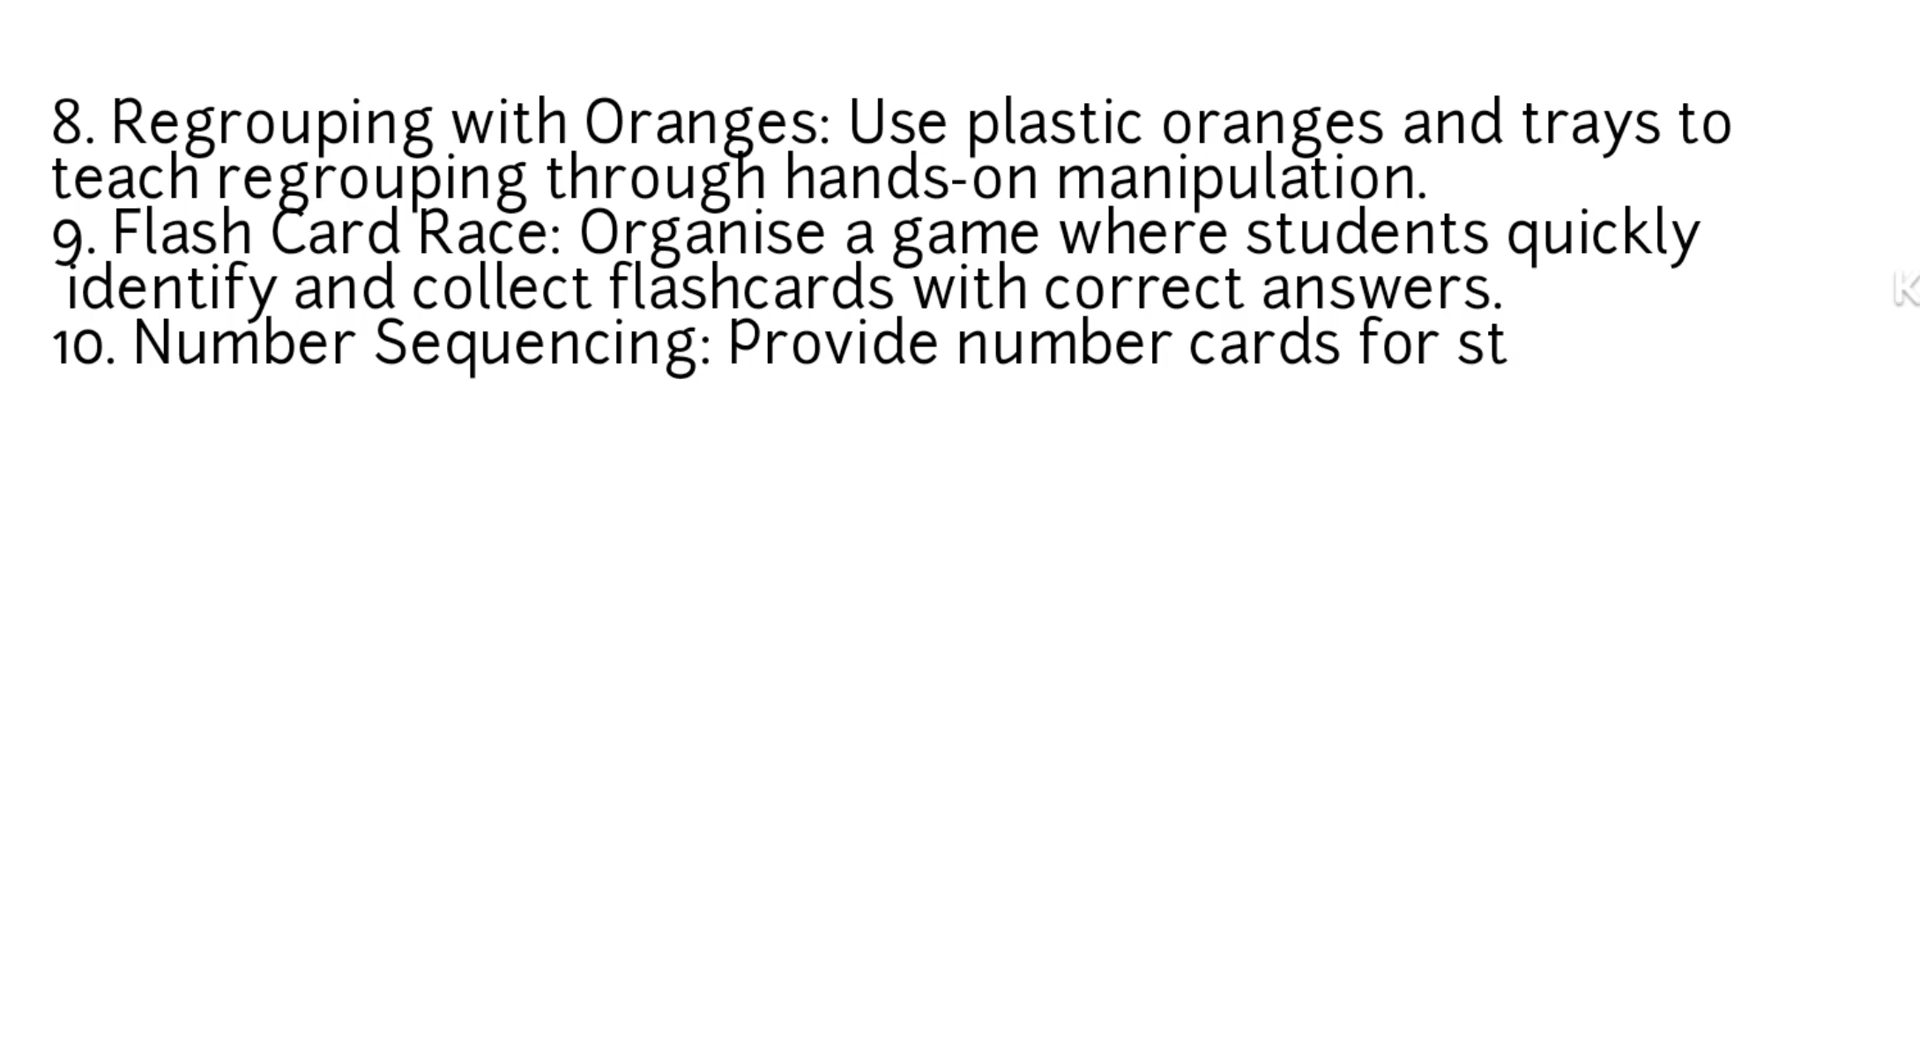 8. Regrouping with Oranges: Use plastic oranges and trays to
teach regrouping through hands-on manipulation.
9. Flash Card Race: Organise a game where students quickly
identify and collect flashcards with correct answers.
10. Number Sequencing: Provide number cards for st
K